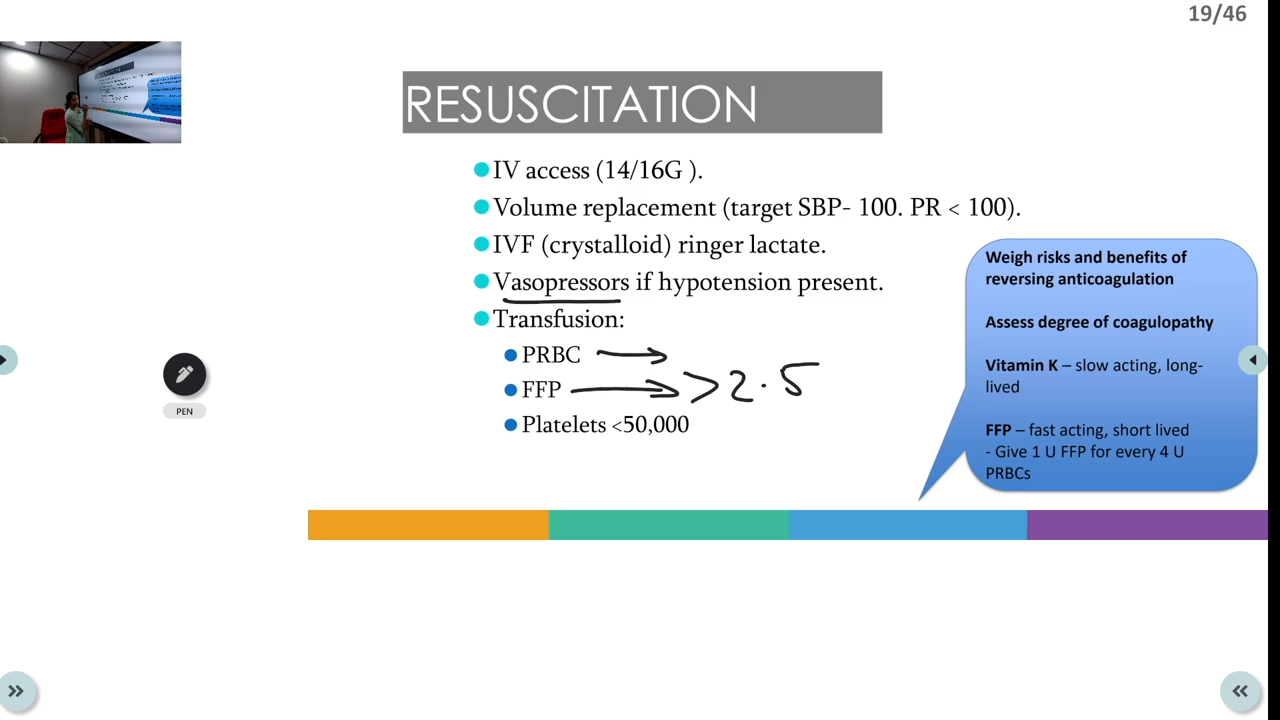 19/46
RESUSCITATION
IV access (14/16G ).
Volume replacement (target SBP- 100. PR < 100).
IVF (crystalloid) ringer lactate.
Vasopressors if hypotension present.
Transfusion:
PRBC
FFP > 2.5
Platelets <50,000
Weigh risks and benefits of
reversing anticoagulation
Assess degree of coagulopathy
Vitamin K – slow acting, long-
lived
FFP – fast acting, short lived
- Give 1 U FFP for every 4 U
PRBCs
PEN